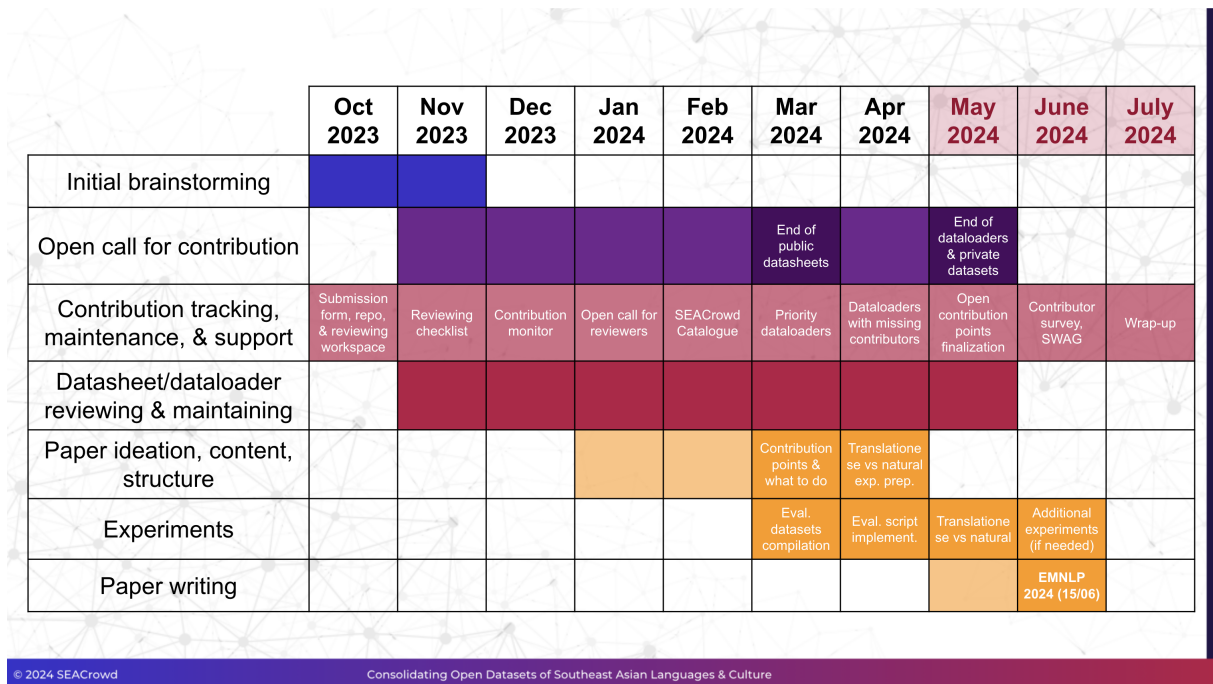 Oct
2023
Nov
2023
Dec
2023
Jan
2024
Feb
2024
Mar
2024
Apr
2024
May
2024
June
2024
July
2024
Initial brainstorming
Open call for contribution
End of
public
datasheets
End of
dataloaders
& private
datasets
Contribution tracking,
maintenance, & support
Submission
form, repo,
& reviewing
workspace
Reviewing
checklist
Contribution
monitor
Open call for
reviewers
SEACrowd
Catalogue
Priority
dataloaders
Dataloaders
with missing
contributors
Open
contribution
points
finalization
Contributor
survey,
SWAG
Wrap-up
Datasheet/dataloader
reviewing & maintaining
Paper ideation, content,
structure
Contribution
points &
what to do
Translatione
se vs natural
exp. prep.
Experiments
Eval.
datasets
compilation
Eval. script
implement.
Translatione
se vs natural
Additional
experiments
(if needed)
Paper writing
EMNLP
2024 (15/06)
© 2024 SEACrowd
Consolidating Open Datasets of Southeast Asian Languages & Culture